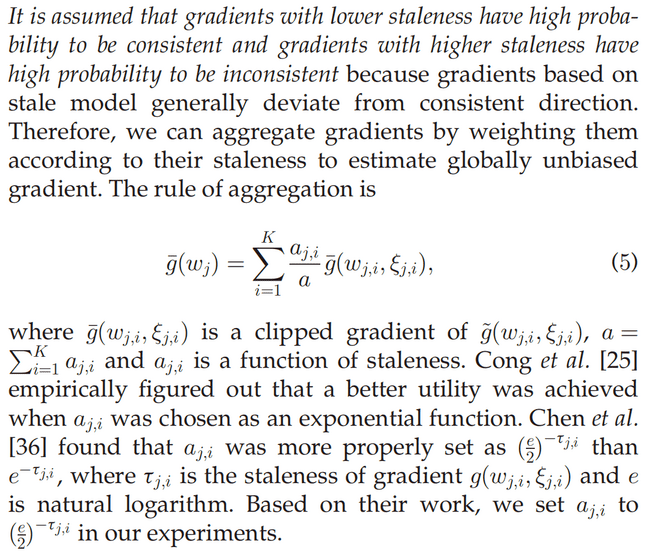 It is assumed that gradients with lower staleness have high proba-
bility to be consistent and gradients with higher staleness have
high probability to be inconsistent because gradients based on
stale model generally deviate from consistent direction.
Therefore, we can aggregate gradients by weighting them
according to their staleness to estimate globally unbiased
gradient. The rule of aggregation is
$\bar{g}(w_j) = \sum_{i=1}^{K} \frac{a_{j,i}}{a} \bar{g}(w_{j,i}, \xi_{j,i}),$ (5)
where $\bar{g}(w_{j,i}, \xi_{j,i})$ is a clipped gradient of $\tilde{g}(w_{j,i}, \xi_{j,i})$, $a =$
$\sum_{i=1}^{K} a_{j,i}$ and $a_{j,i}$ is a function of staleness. Cong et al. [25]
empirically figured out that a better utility was achieved
when $a_{j,i}$ was chosen as an exponential function. Chen et al.
[36] found that $a_{j,i}$ was more properly set as $(\frac{e}{2})^{-\tau_{j,i}}$ than
$e^{-\tau_{j,i}}$, where $\tau_{j,i}$ is the staleness of gradient $g(w_{j,i}, \xi_{j,i})$ and $e$
is natural logarithm. Based on their work, we set $a_{j,i}$ to
$(\frac{e}{2})^{-\tau_{j,i}}$ in our experiments.